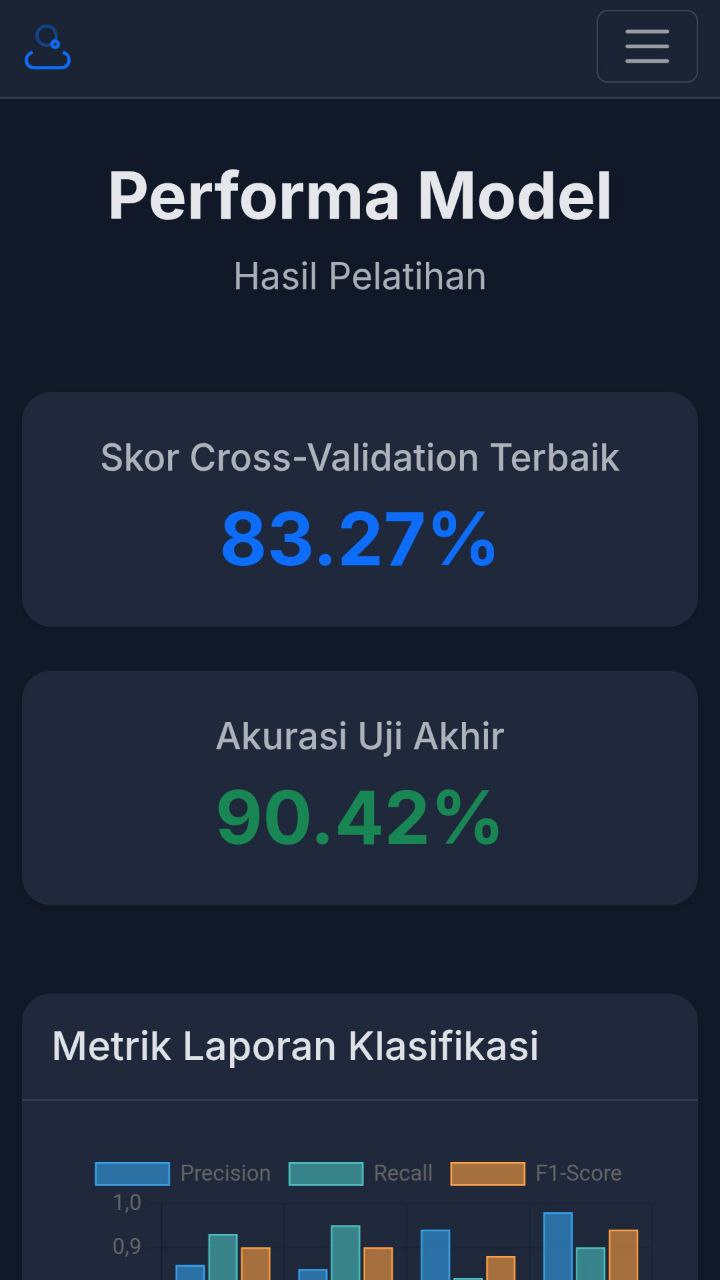 Performa Model
Hasil Pelatihan
Skor Cross-Validation Terbaik
83.27%
Akurasi Uji Akhir
90.42%
Metrik Laporan Klasifikasi
Precision Recall F1-Score
1,0
0,9